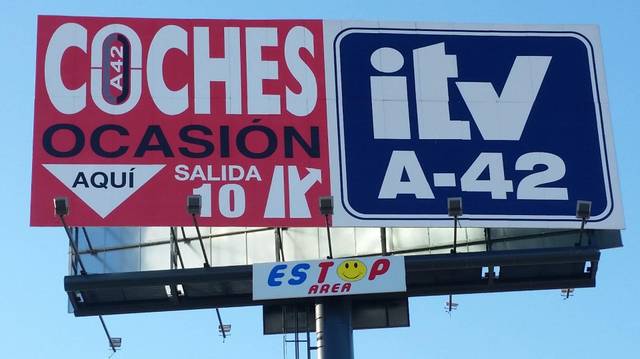 COCHES
A42
OCASIÓN
AQUÍ
SALIDA
10
itv
A-42
ESTOP
AREA